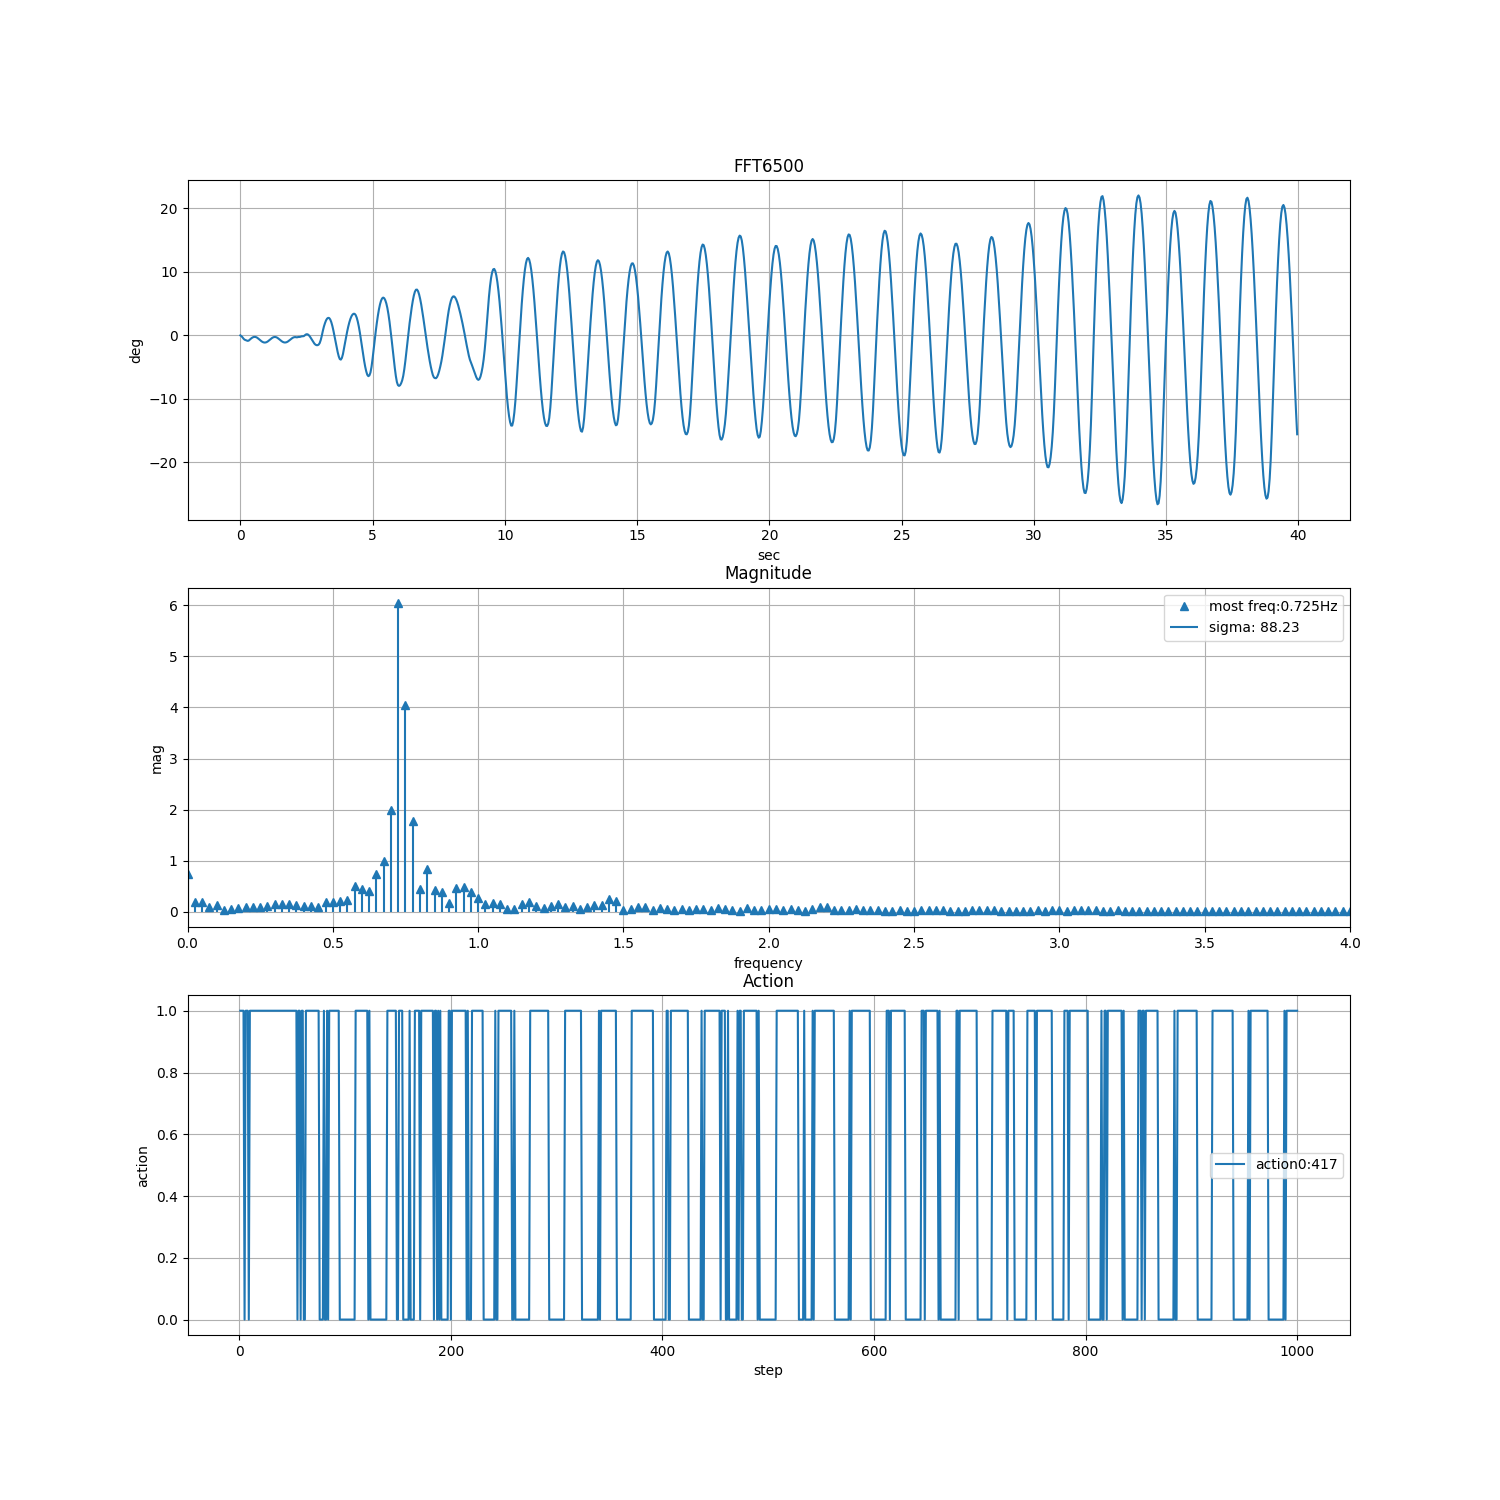 FFT6500
20
10
0
−10
−20
deg
0 5 10 15 20 25 30 35 40
sec
Magnitude
6
5
4
3
2
1
0
mag
most freq:0.725Hz
sigma: 88.23
0.0 0.5 1.0 1.5 2.0 2.5 3.0 3.5 4.0
frequency
Action
1.0
0.8
0.6
0.4
0.2
0.0
action
action0:417
0 200 400 600 800 1000
step